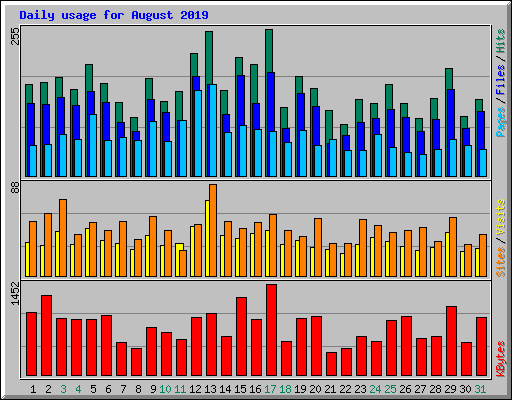 Daily usage for August 2019
255
Pages / Files / Hits
88
Sites / Visits
1452
KBytes
1 2 3 4 5 6 7 8 9 10 11 12 13 14 15 16 17 18 19 20 21 22 23 24 25 26 27 28 29 30 31